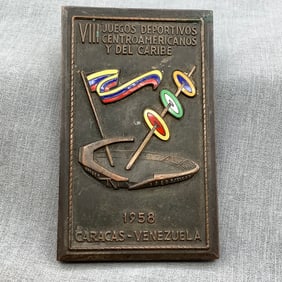 VIII JUEGOS DEPORTIVOS
CENTROAMERICANOS
Y DEL CARIBE
1958
CARACAS - VENEZUELA